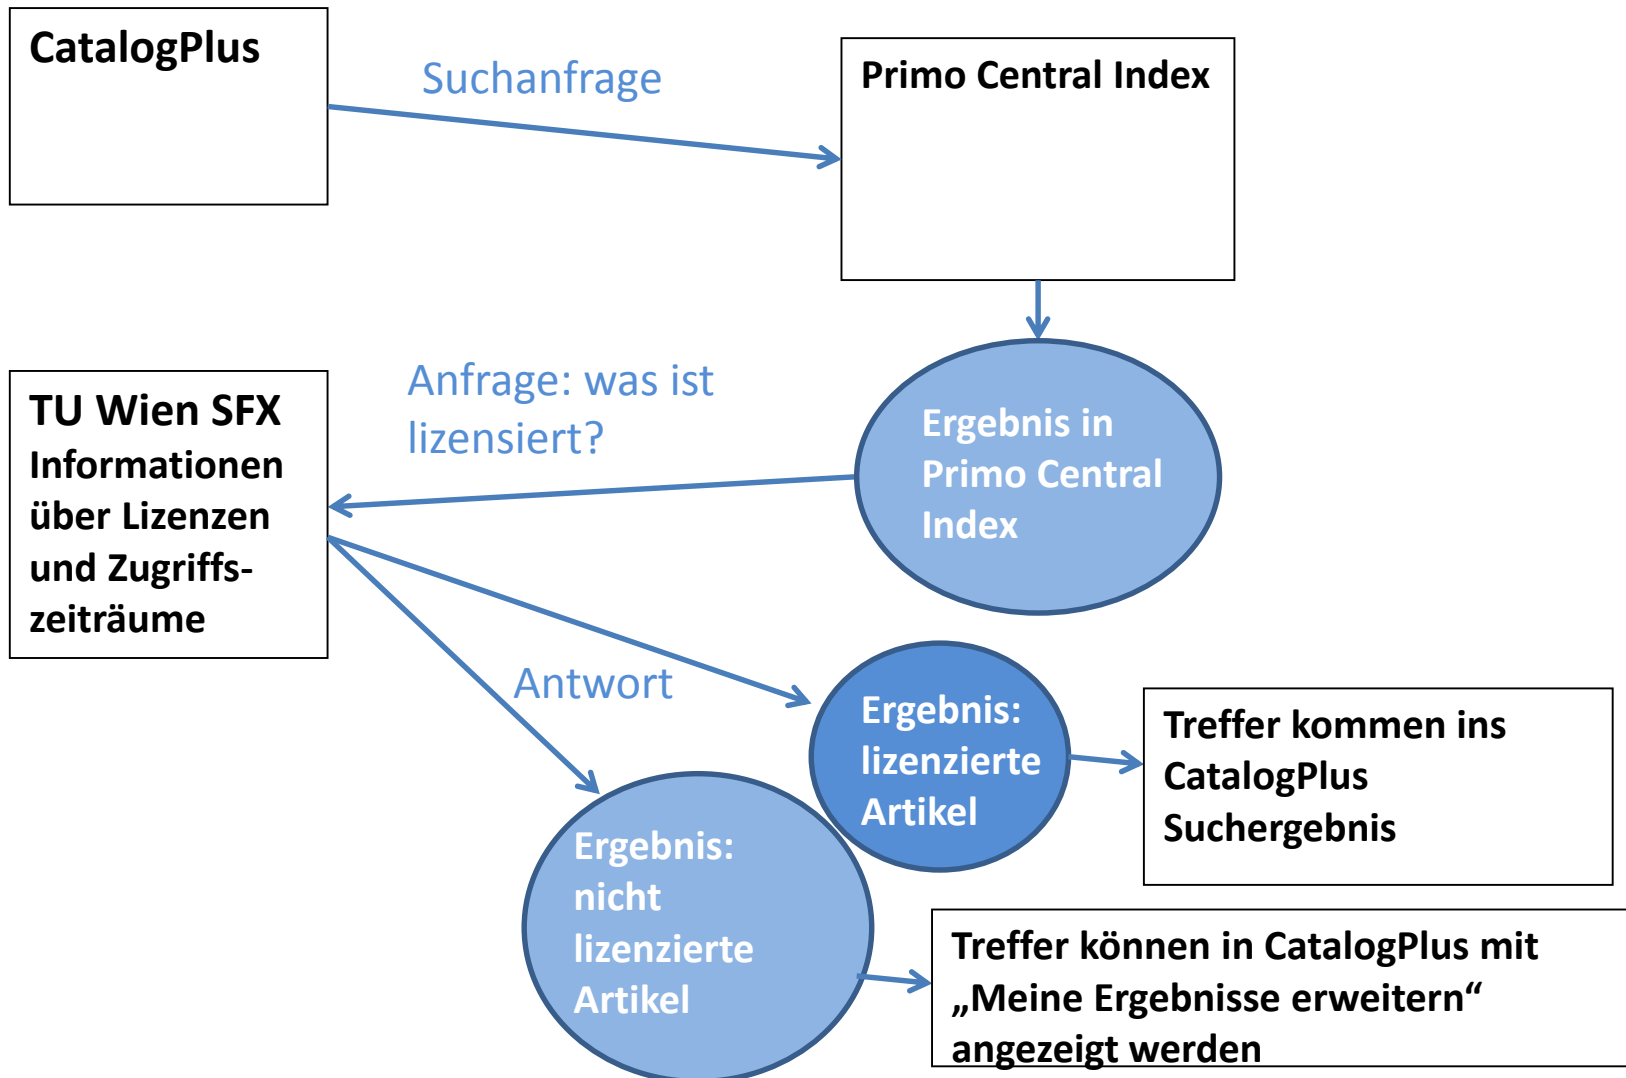 CatalogPlus
Suchanfrage
Primo Central Index
Anfrage: was ist
lizensiert?
Ergebnis in
Primo Central
Index
TU Wien SFX
Informationen
über Lizenzen
und Zugriffs-
zeiträume
Antwort
Ergebnis:
lizenzierte
Artikel
Treffer kommen ins
CatalogPlus
Suchergebnis
Ergebnis:
nicht
lizenzierte
Artikel
Treffer können in CatalogPlus mit
„Meine Ergebnisse erweitern“
angezeigt werden